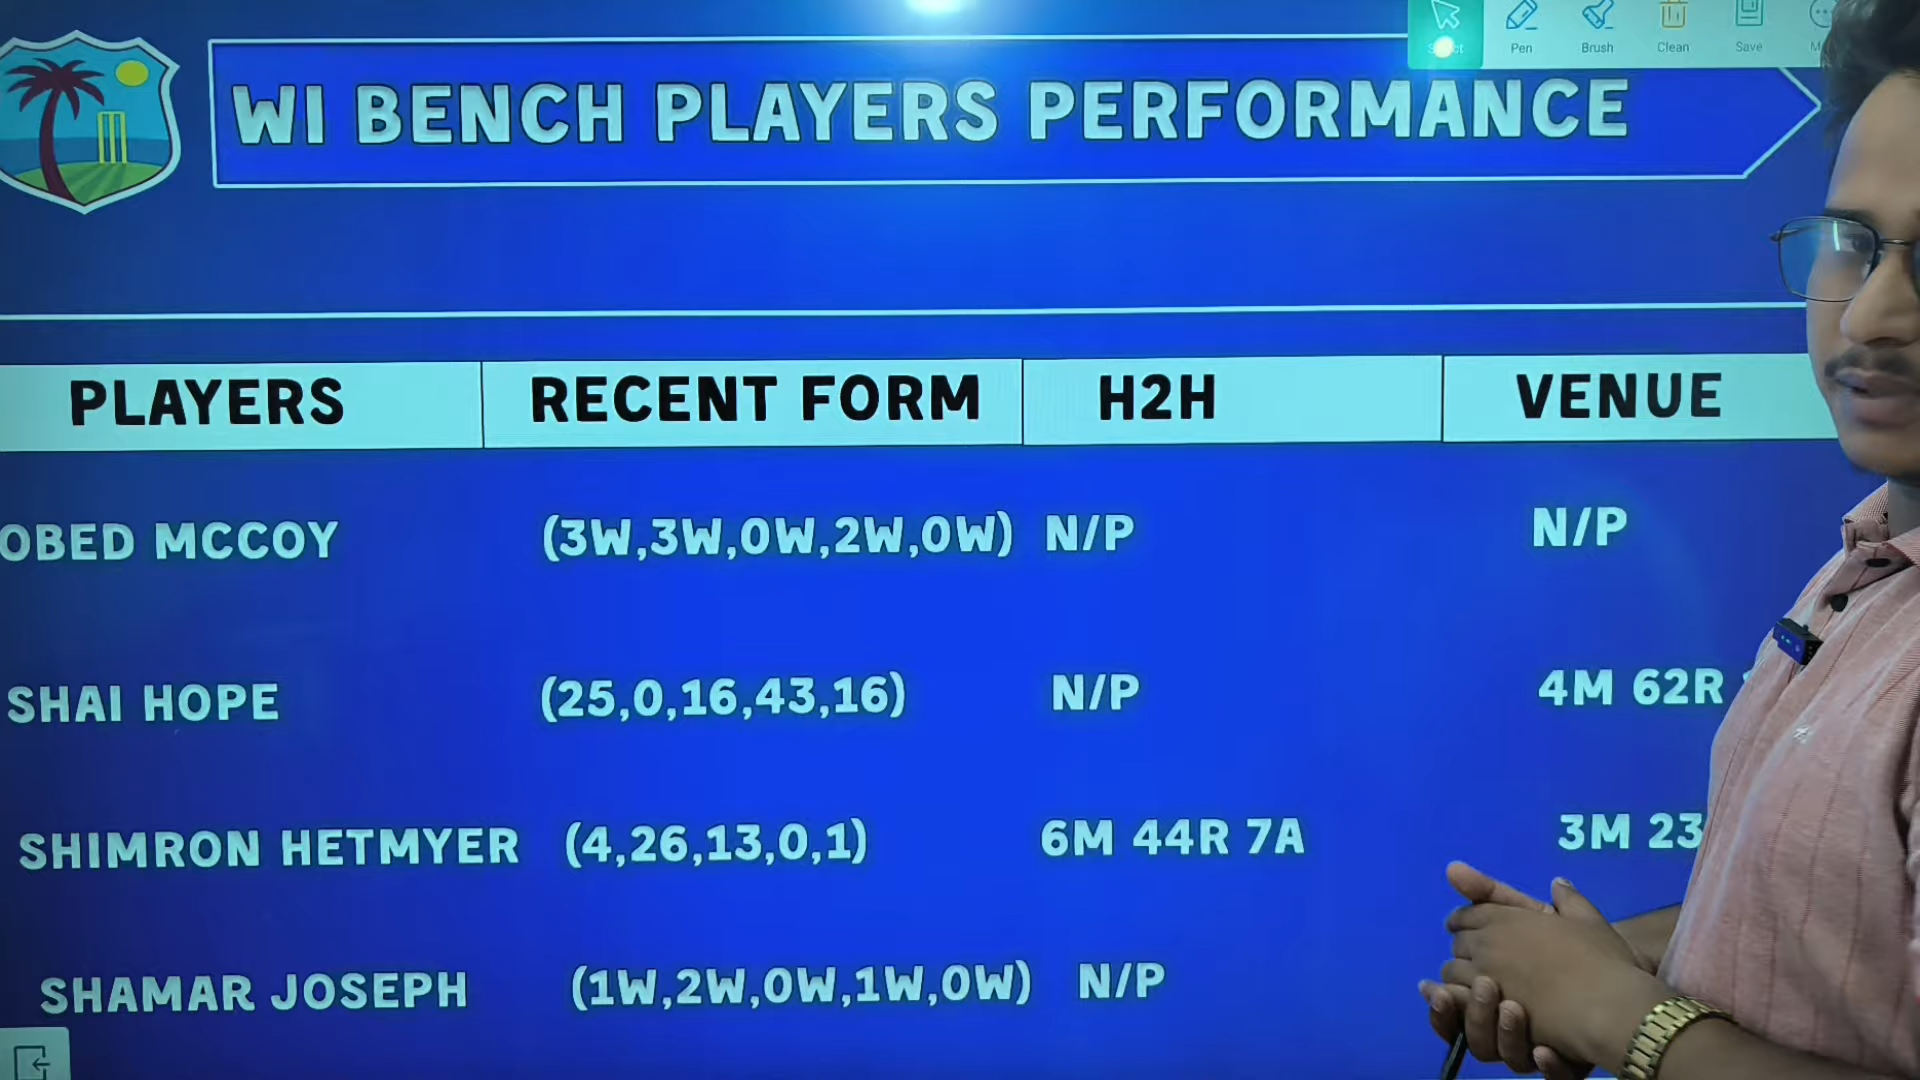 Pen Brush Clean Save
WI BENCH PLAYERS PERFORMANCE
PLAYERS RECENT FORM H2H VENUE
OBED MCCOY (3W,3W,0W,2W,0W) N/P N/P
SHAI HOPE (25,0,16,43,16) N/P 4M 62R
SHIMRON HETMYER (4,26,13,0,1) 6M 44R 7A 3M 23
SHAMAR JOSEPH (1W,2W,0W,1W,0W) N/P